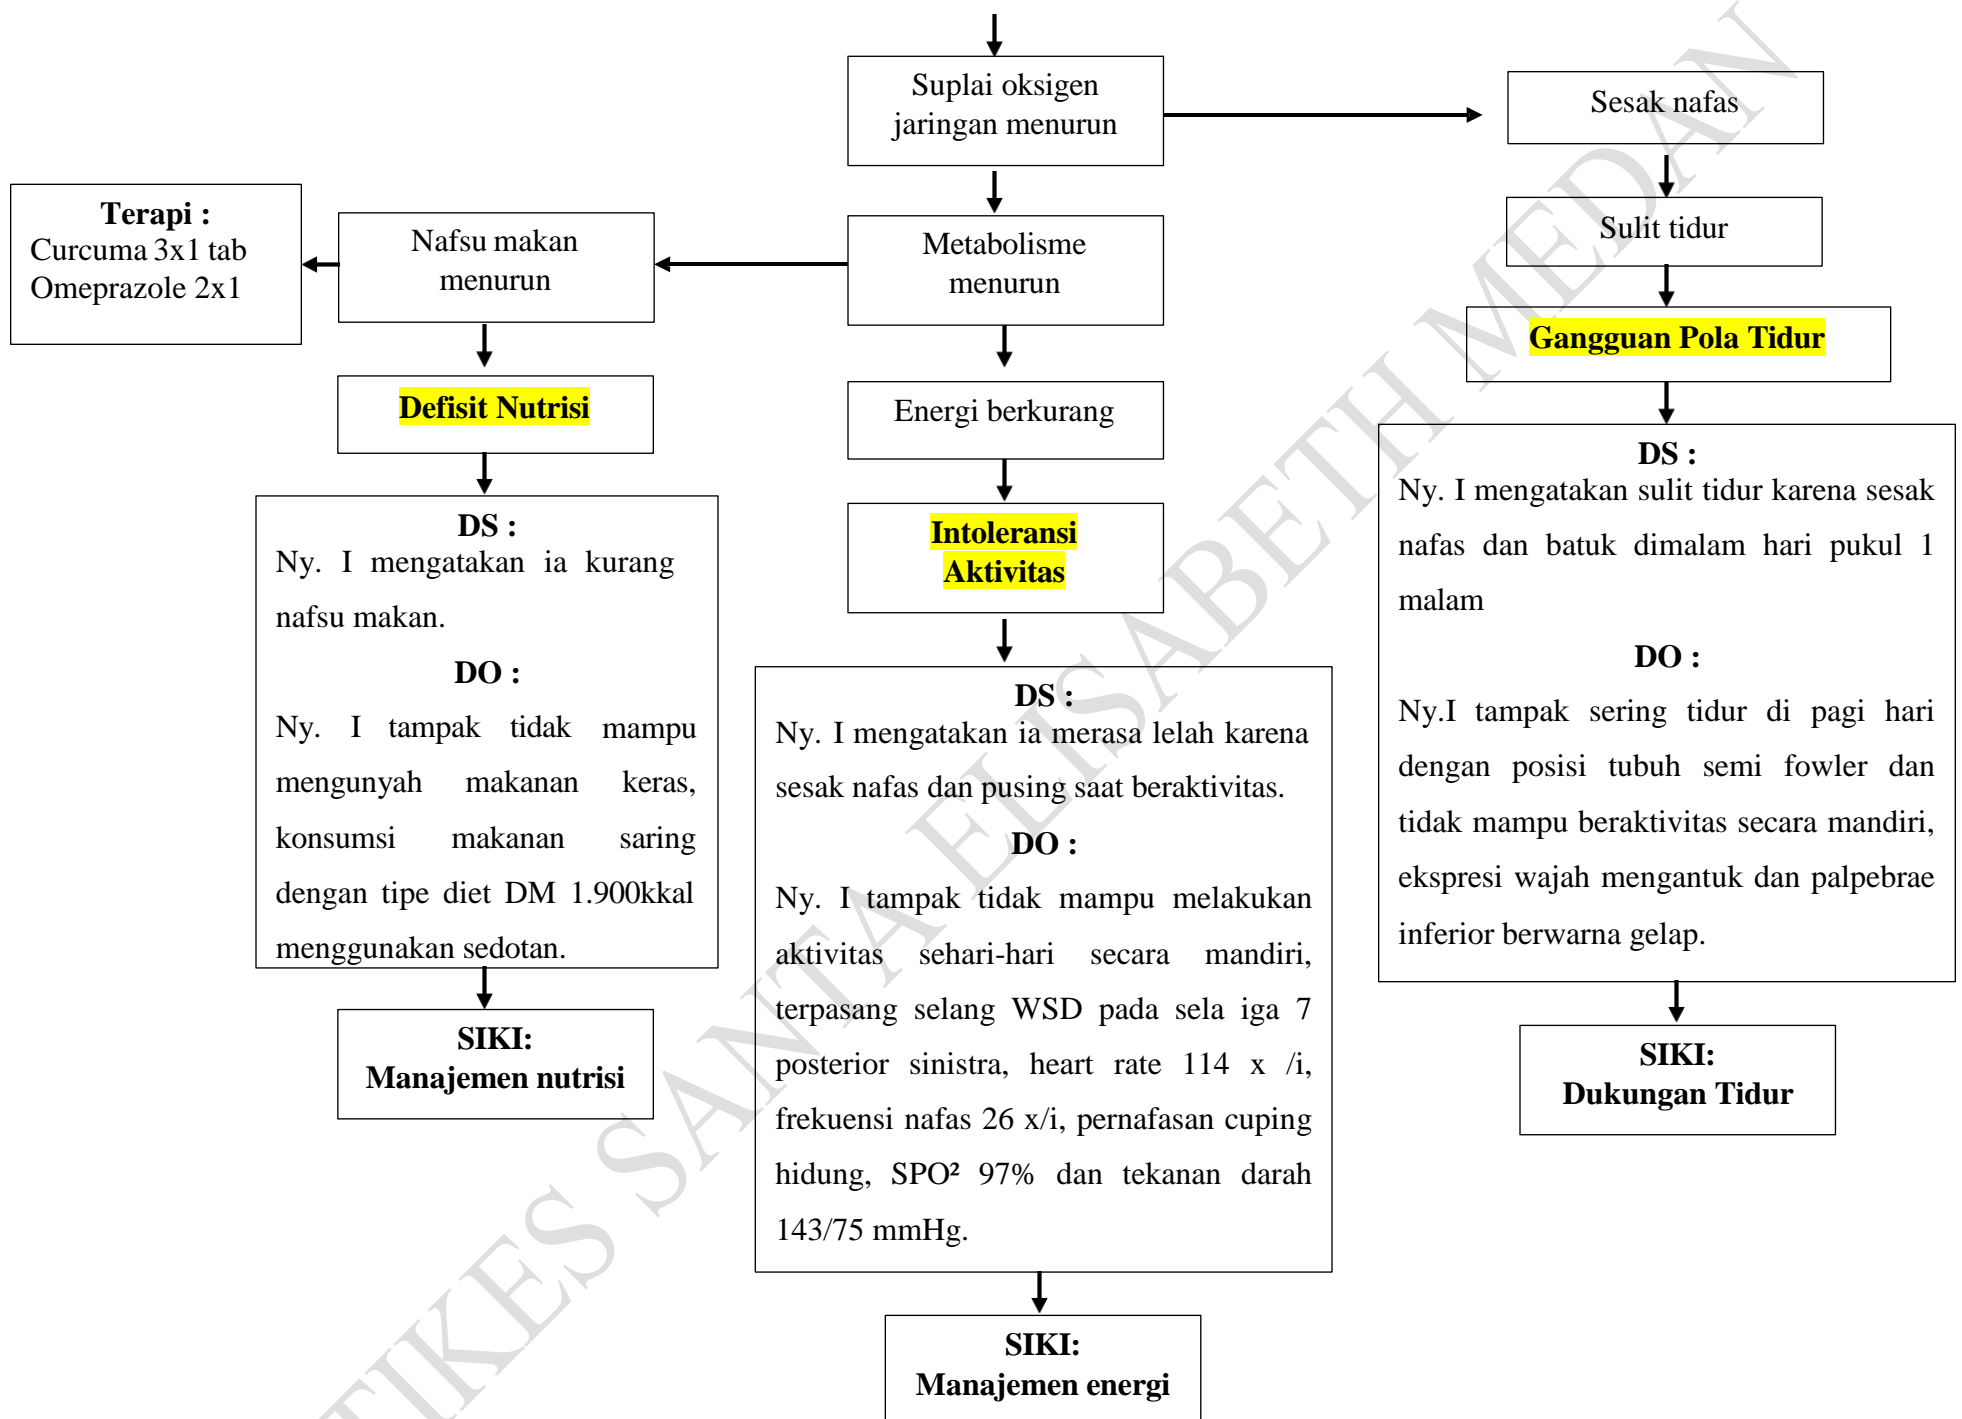 Suplai oksigen
jaringan menurun
Sesak nafas
Terapi :
Curcuma 3x1 tab
Omeprazole 2x1
Nafsu makan
menurun
Metabolisme
menurun
Sulit tidur
Gangguan Pola Tidur
Defisit Nutrisi
Energi berkurang
Intoleransi
Aktivitas
DS :
Ny. I mengatakan ia kurang
nafsu makan.
DO :
Ny. I tampak tidak mampu
mengunyah makanan keras,
konsumsi makanan saring
dengan tipe diet DM 1.900kkal
menggunakan sedotan.
SIKI:
Manajemen nutrisi
DS :
Ny. I mengatakan ia merasa lelah karena
sesak nafas dan pusing saat beraktivitas.
DO :
Ny. I tampak tidak mampu melakukan
aktivitas sehari-hari secara mandiri,
terpasang selang WSD pada sela iga 7
posterior sinistra, heart rate 114 x /i,
frekuensi nafas 26 x/i, pernafasan cuping
hidung, SPO² 97% dan tekanan darah
143/75 mmHg.
SIKI:
Manajemen energi
DS :
Ny. I mengatakan sulit tidur karena sesak
nafas dan batuk dimalam hari pukul 1
malam
DO :
Ny.I tampak sering tidur di pagi hari
dengan posisi tubuh semi fowler dan
tidak mampu beraktivitas secara mandiri,
ekspresi wajah mengantuk dan palpebrae
inferior berwarna gelap.
SIKI:
Dukungan Tidur
TIKES SANTA ELISABETH MEDAN